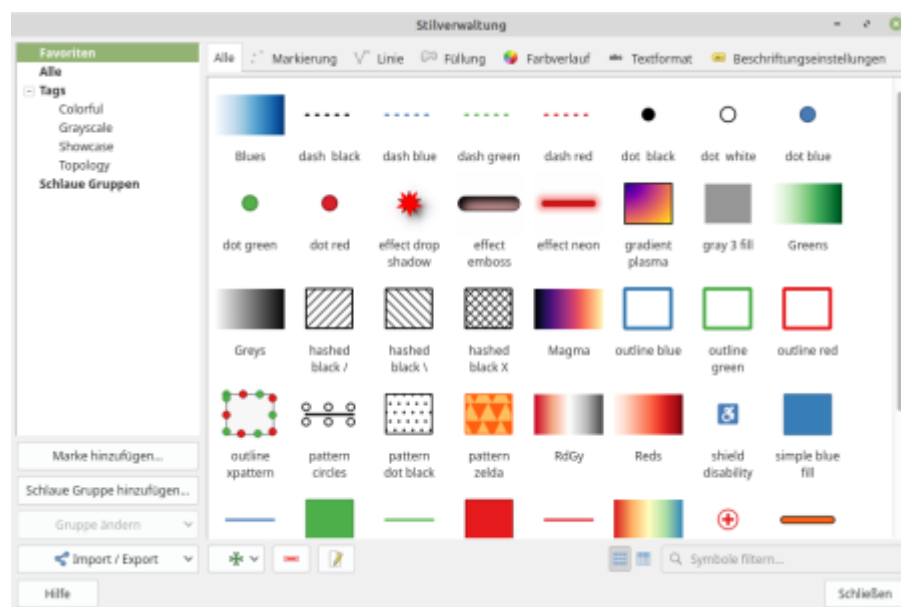 Stilverwaltung
Favoriten
Alle
Tags
Colorful
Grayscale
Showcase
Topology
Schlaue Gruppen
Marke hinzufügen...
Schlaue Gruppe hinzufügen...
Gruppe ändern
Import / Export
Hilfe
Alle Markierung Linie Füllung Farbverlauf Textformat Beschriftungseinstellungen
Blues dash black dash blue dash green dash red dot black dot white dot blue
dot green dot red effect drop shadow effect emboss effect neon gradient plasma gray 3 fill Greens
Greys hashed black / hashed black \ hashed black X Magma outline blue outline green outline red
outline xpattern pattern circles pattern dot black pattern zelda RdGy Reds shield disability simple blue fill
Symbole filtern...
Schließen